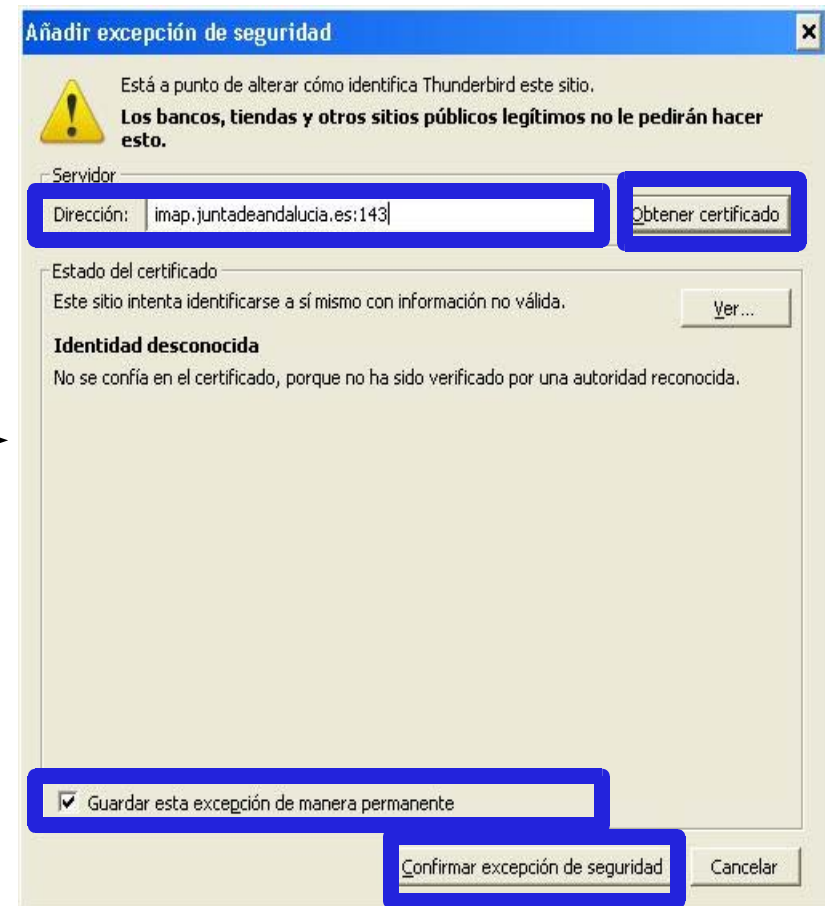 Añadir excepción de seguridad
Está a punto de alterar cómo identifica Thunderbird este sitio.
Los bancos, tiendas y otros sitios públicos legítimos no le pedirán hacer
esto.
Servidor
Dirección: imap.juntadeandalucia.es:143 Obtener certificado
Estado del certificado
Este sitio intenta identificarse a sí mismo con información no válida. Ver...
Identidad desconocida
No se confía en el certificado, porque no ha sido verificado por una autoridad reconocida.
Guardar esta excepción de manera permanente
Confirmar excepción de seguridad Cancelar